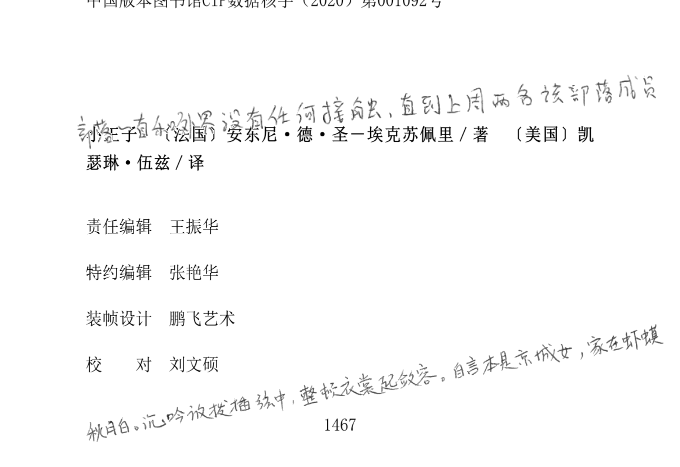 中国版本图书馆CIP数据核字（2020）第001092号
部落一直和外界没有任何接触，直到上周两名该部落成员
小王子 〔法国〕安东尼·德·圣－埃克苏佩里/著 〔美国〕凯
瑟琳·伍兹/译
责任编辑 王振华
特约编辑 张艳华
装帧设计 鹏飞艺术
校 对 刘文硕
秋月白。沉吟放拨插弦中，整顿衣裳起敛容。自言本是京城女，家在虾蟆
1467